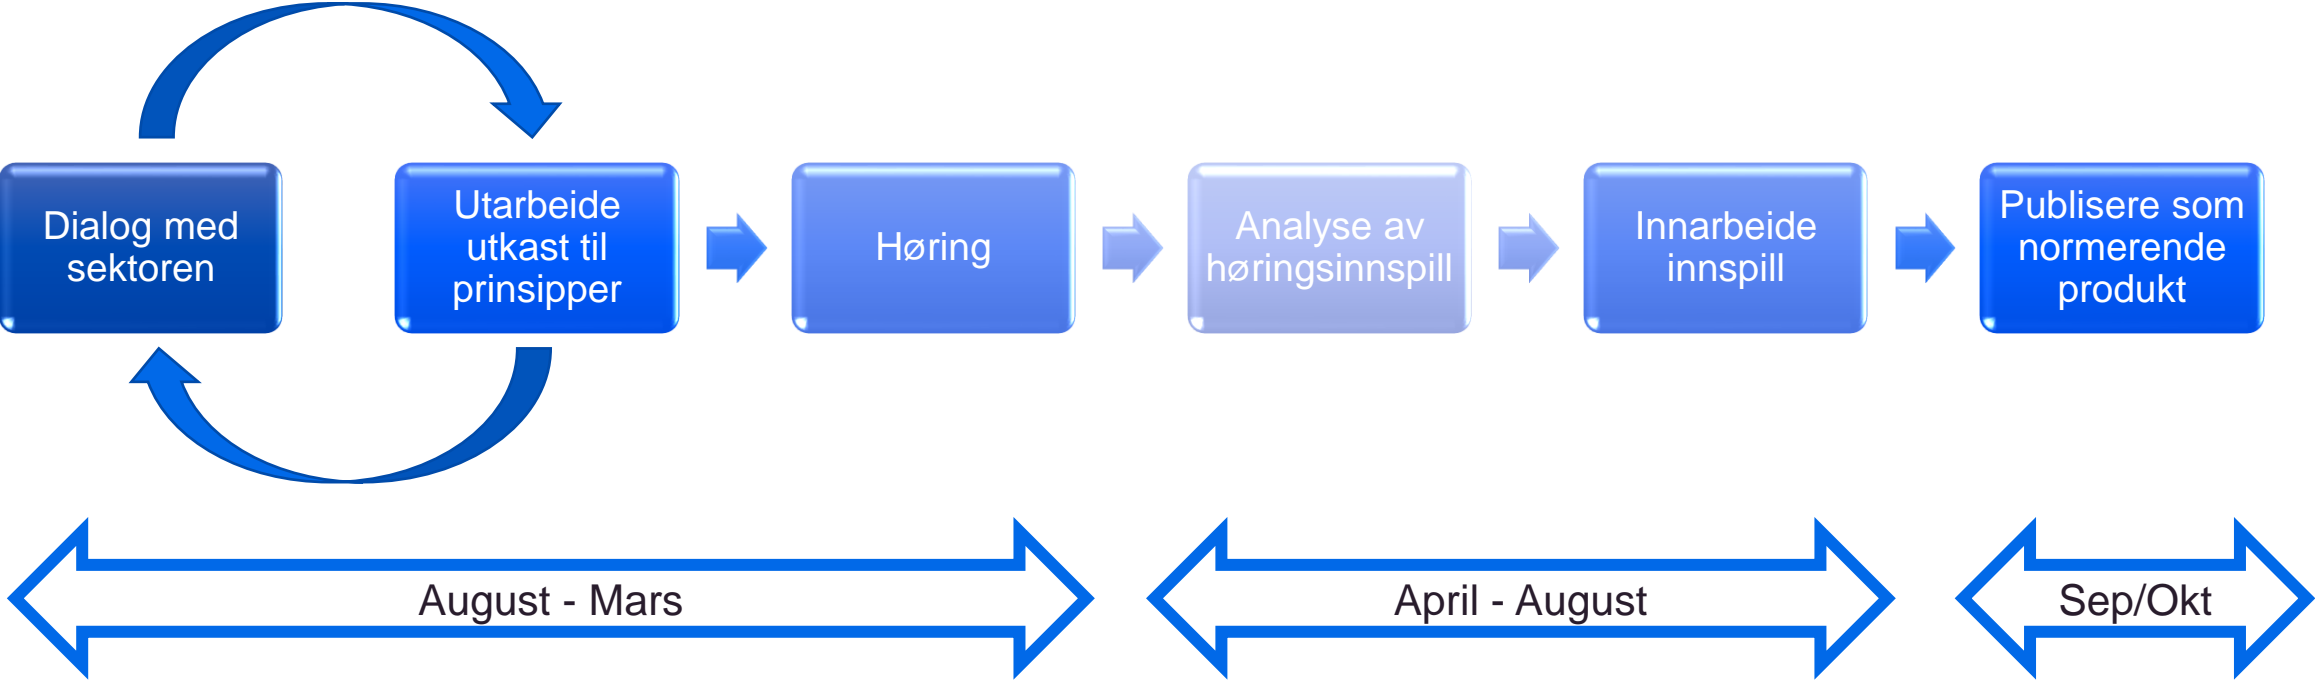 Dialog med
sektoren
Utarbeide
utkast til
prinsipper
Høring
Analyse av
høringsinnspill
Innarbeide
innspill
Publisere som
normerende
produkt
August - Mars
April - August
Sep/Okt